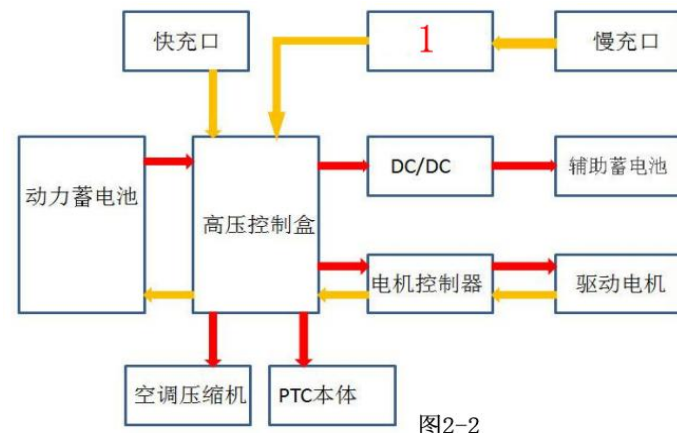 快充口
1
慢充口
动力蓄电池
高压控制盒
DC/DC
辅助蓄电池
电机控制器
驱动电机
空调压缩机
PTC本体
图2-2